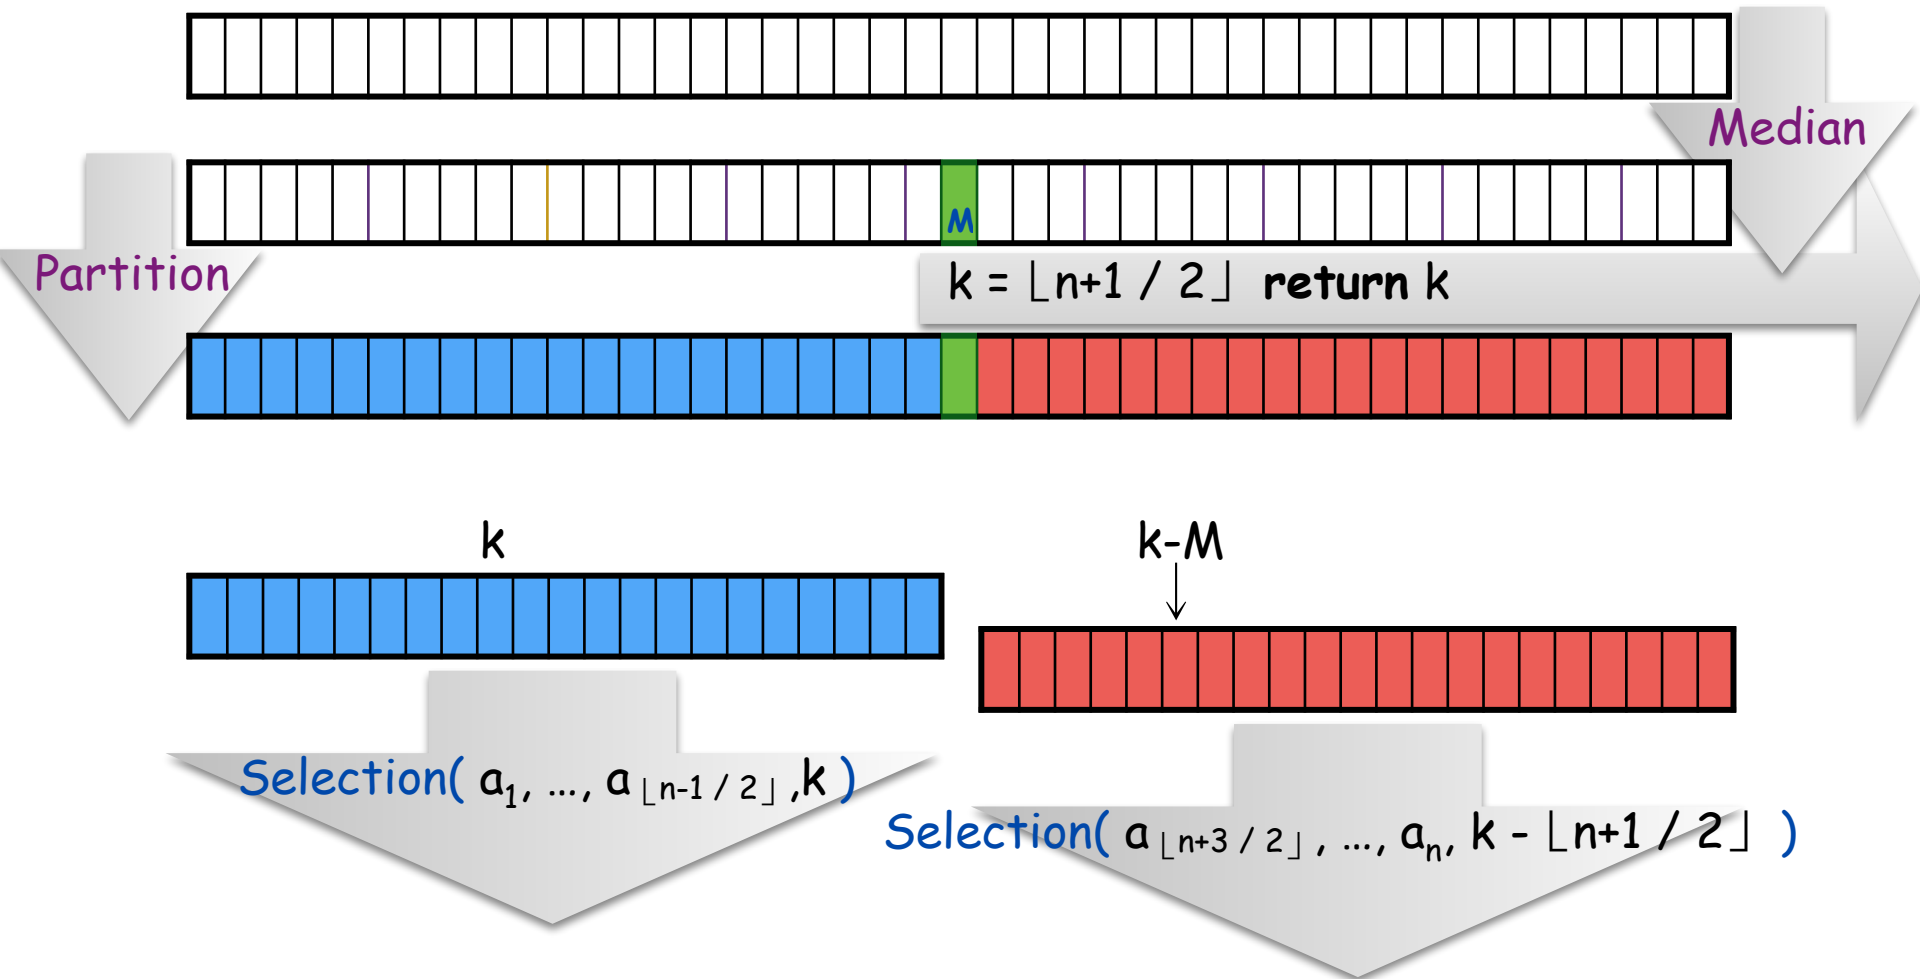 Median
M
Partition
k = ⌊n+1 / 2⌋ return k
k
k-M
Selection( a₁, ..., a ⌊n-1 / 2⌋ ,k )
Selection( a ⌊n+3 / 2⌋ , ..., aₙ, k - ⌊n+1 / 2⌋ )